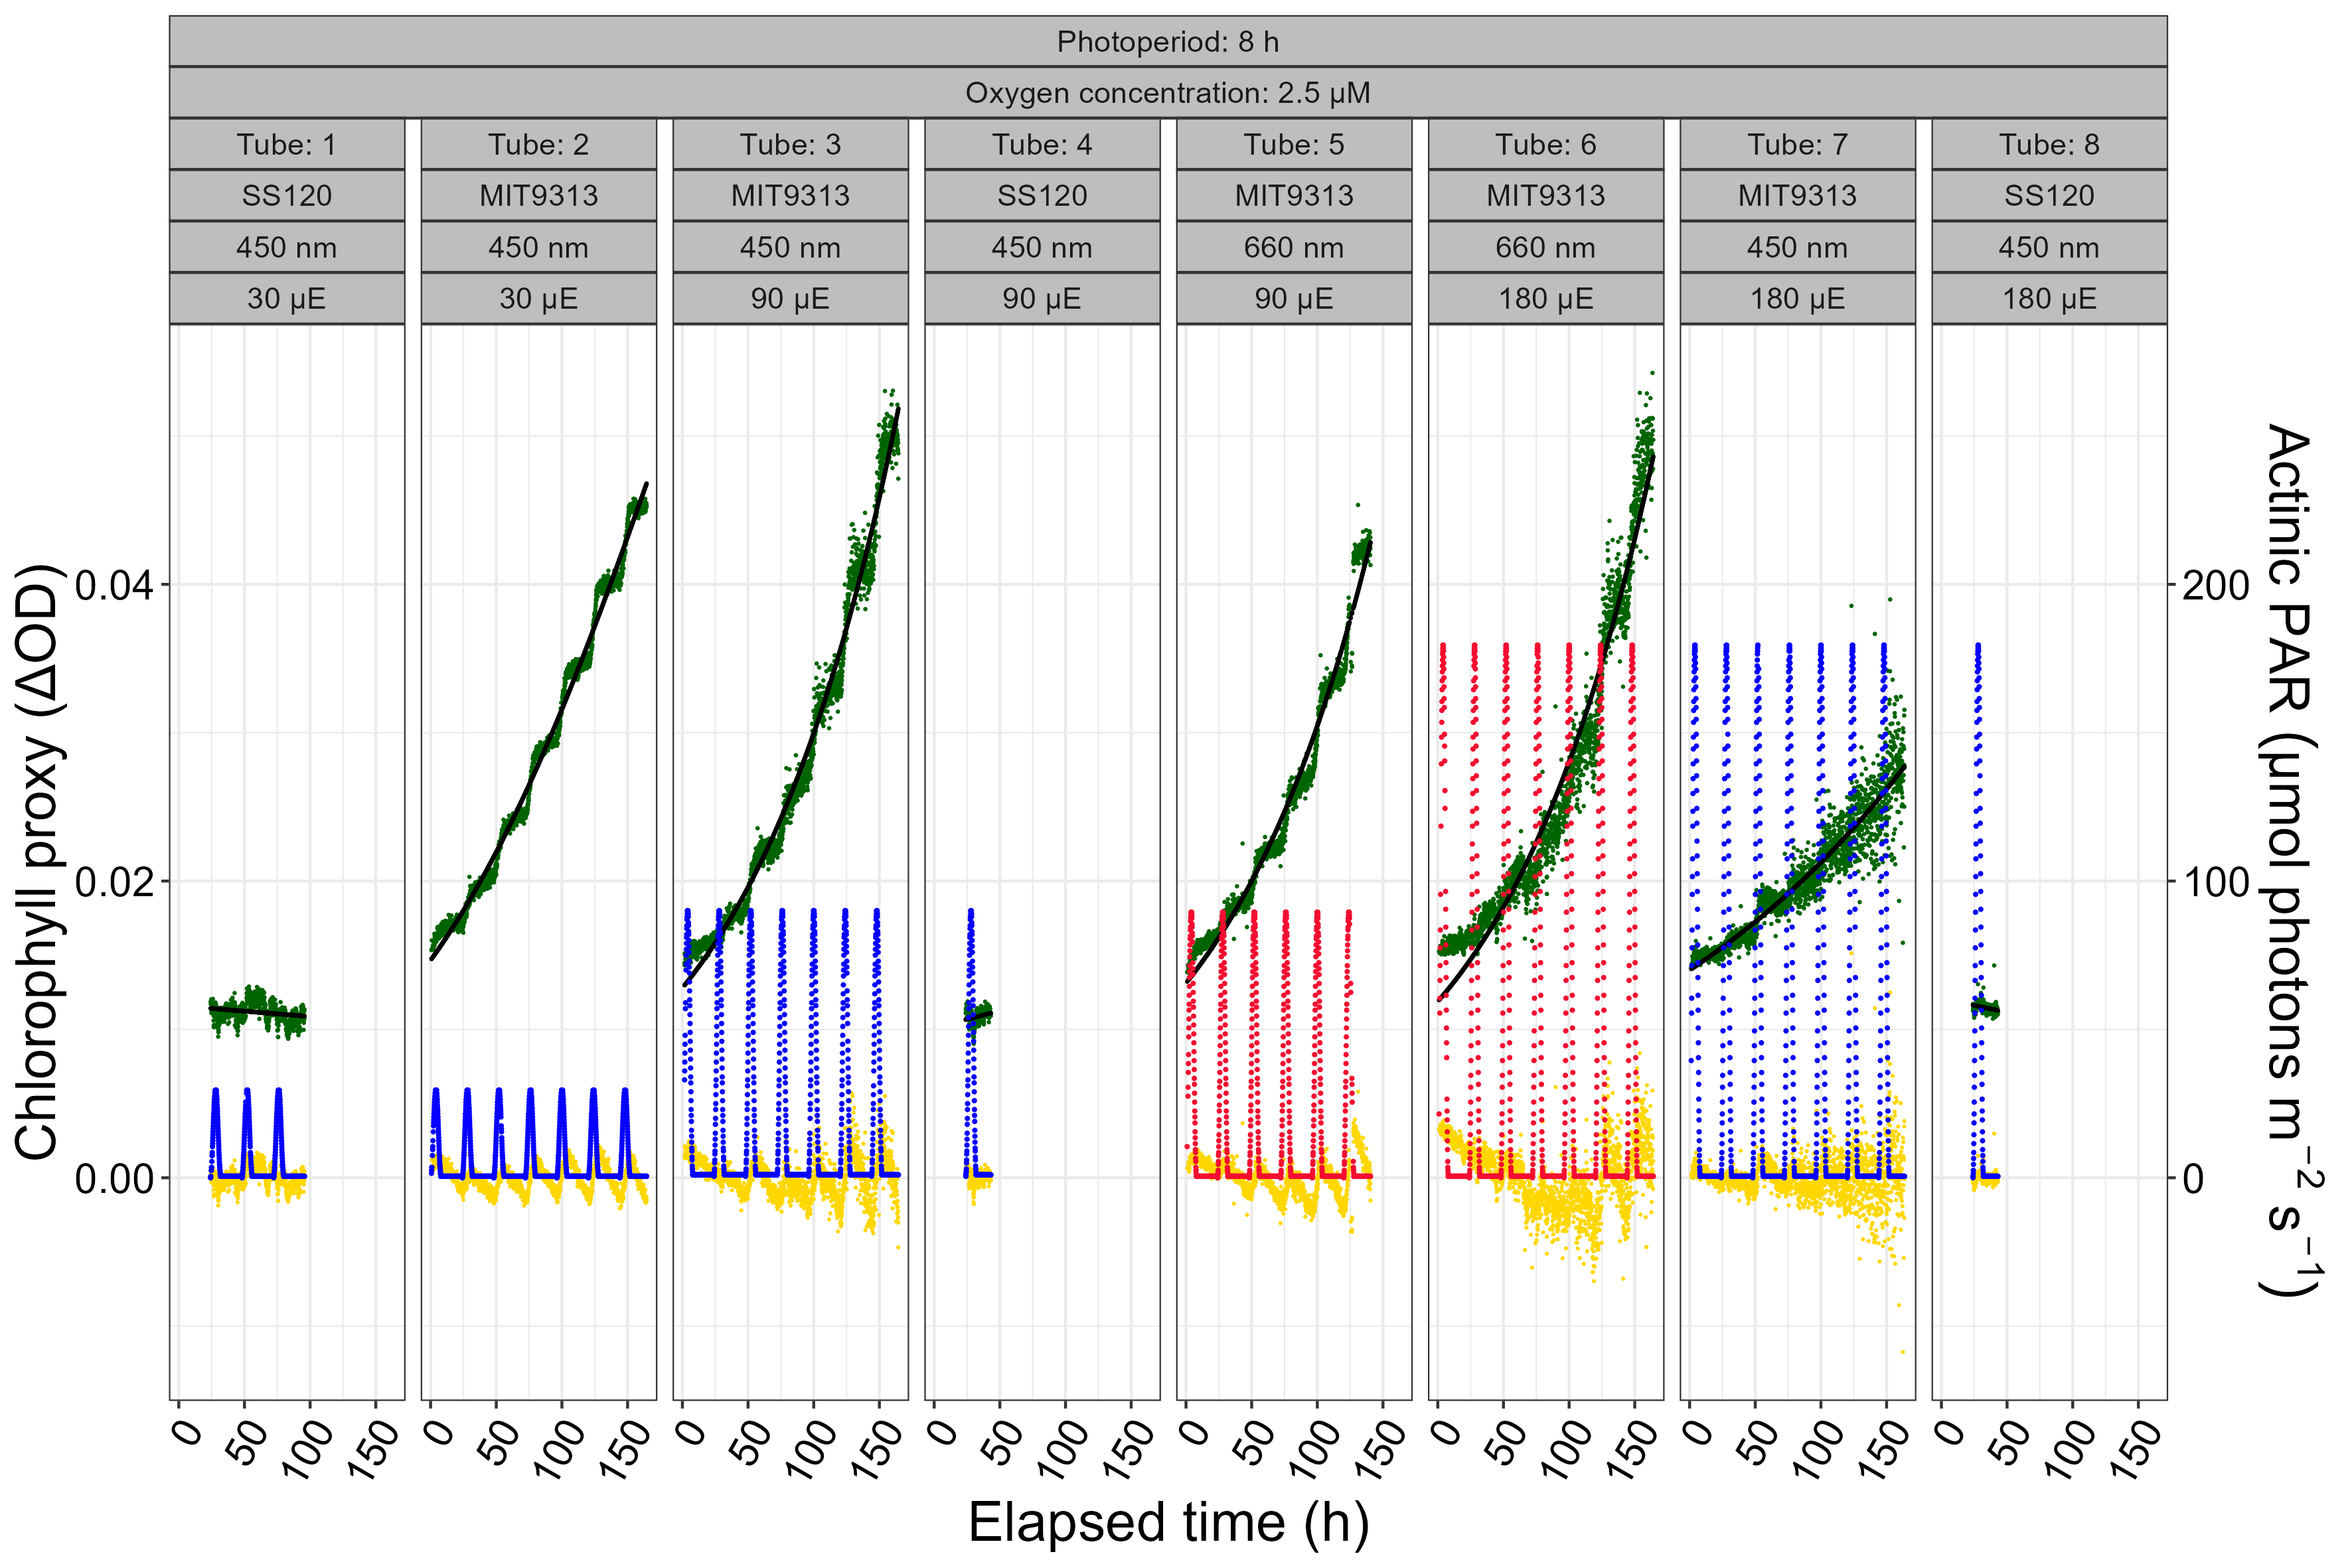 Photoperiod: 8 h
Oxygen concentration: 2.5 µM
Tube: 1 Tube: 2 Tube: 3 Tube: 4 Tube: 5 Tube: 6 Tube: 7 Tube: 8
SS120 MIT9313 MIT9313 SS120 MIT9313 MIT9313 MIT9313 SS120
450 nm 450 nm 450 nm 450 nm 660 nm 660 nm 450 nm 450 nm
30 µE 30 µE 90 µE 90 µE 90 µE 180 µE 180 µE 180 µE
Chlorophyll proxy (ΔOD)
0.04
0.02
0.00
200
100
0
Actinic PAR (µmol photons m⁻² s⁻¹)
0 50 100 150 0 50 100 150 0 50 100 150 0 50 100 150 0 50 100 150 0 50 100 150 0 50 100 150 0 50 100 150
Elapsed time (h)